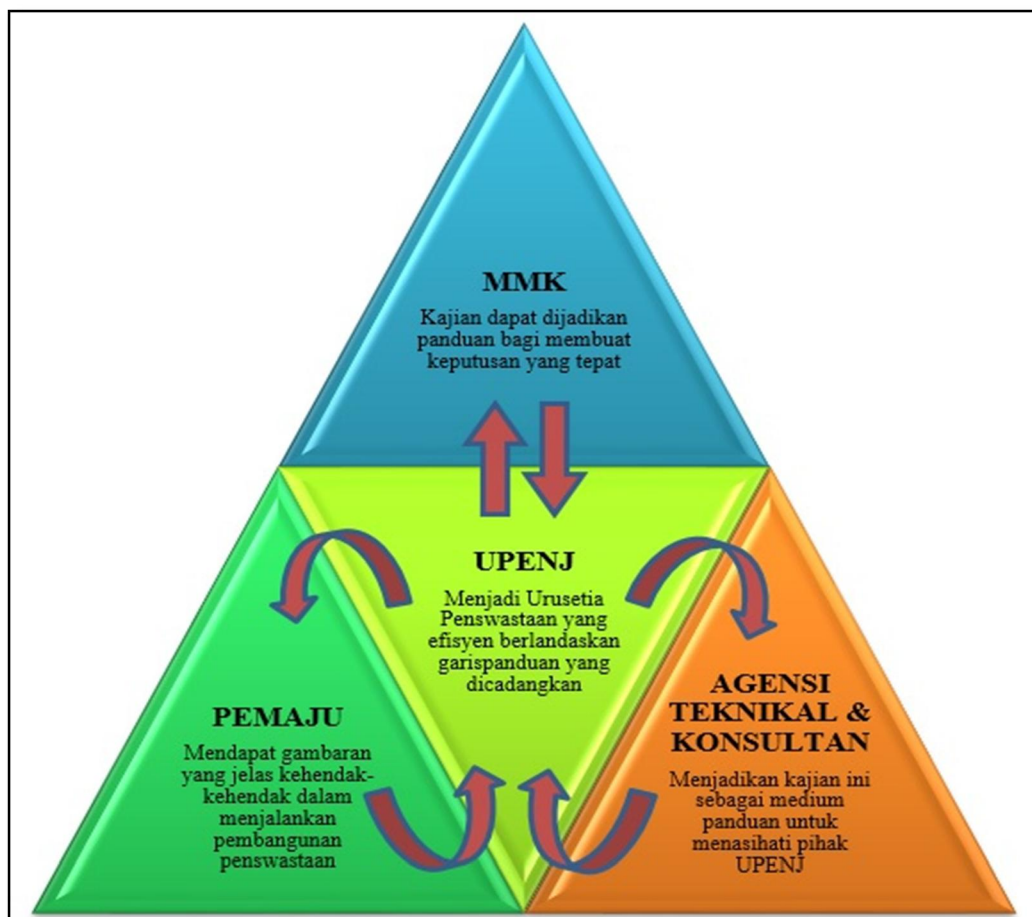 MMK
Kajian dapat dijadikan
panduan bagi membuat
keputusan yang tepat
UPENJ
Menjadi Urusetia
Penswastaan yang
efisyen berlandaskan
garispanduan yang
dicadangkan
PEMAJU
Mendapat gambaran
yang jelas kehendak-
kehendak dalam
menjalankan
pembangunan
penswastaan
AGENSI
TEKNIKAL &
KONSULTAN
Menjadikan kajian ini
sebagai medium
panduan untuk
menasihati pihak
UPENJ